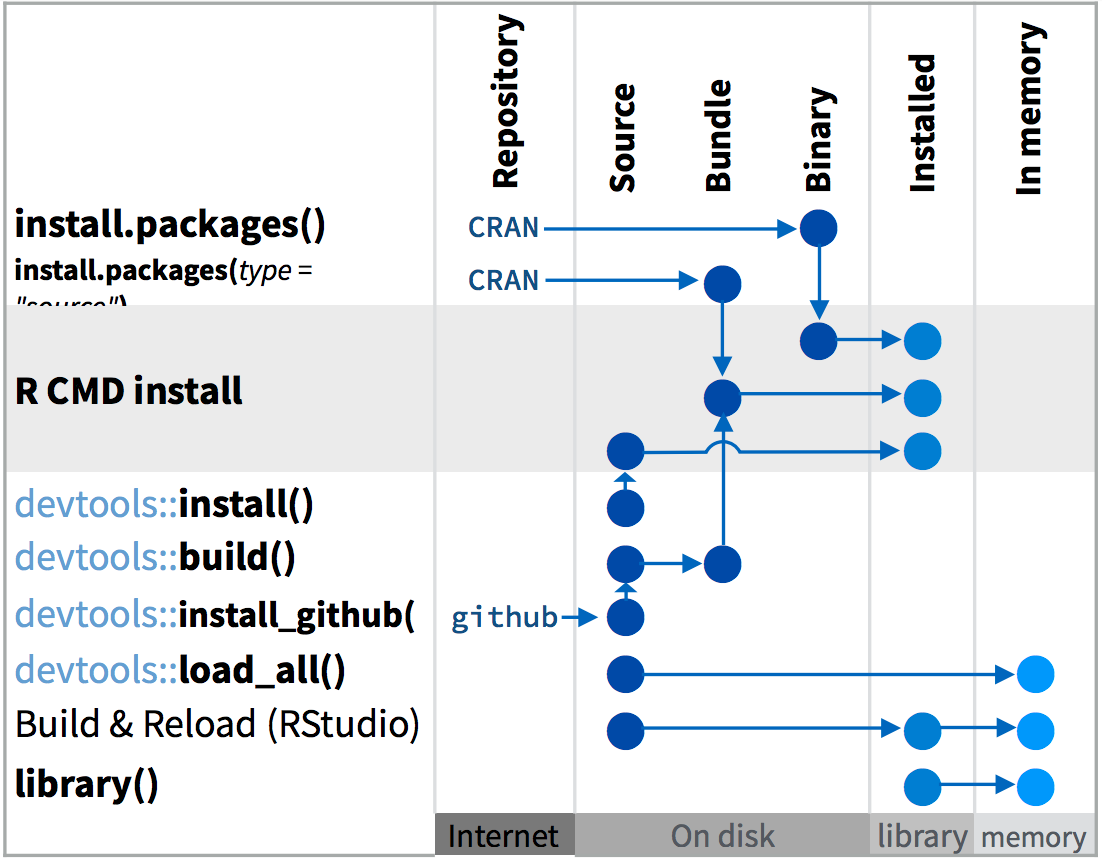 Repository
Source
Bundle
Binary
Installed
In memory
install.packages()
CRAN
install.packages(type =
"source")
CRAN
R CMD install
devtools::install()
devtools::build()
devtools::install_github(
github
devtools::load_all()
Build & Reload (RStudio)
library()
Internet
On disk
library
memory